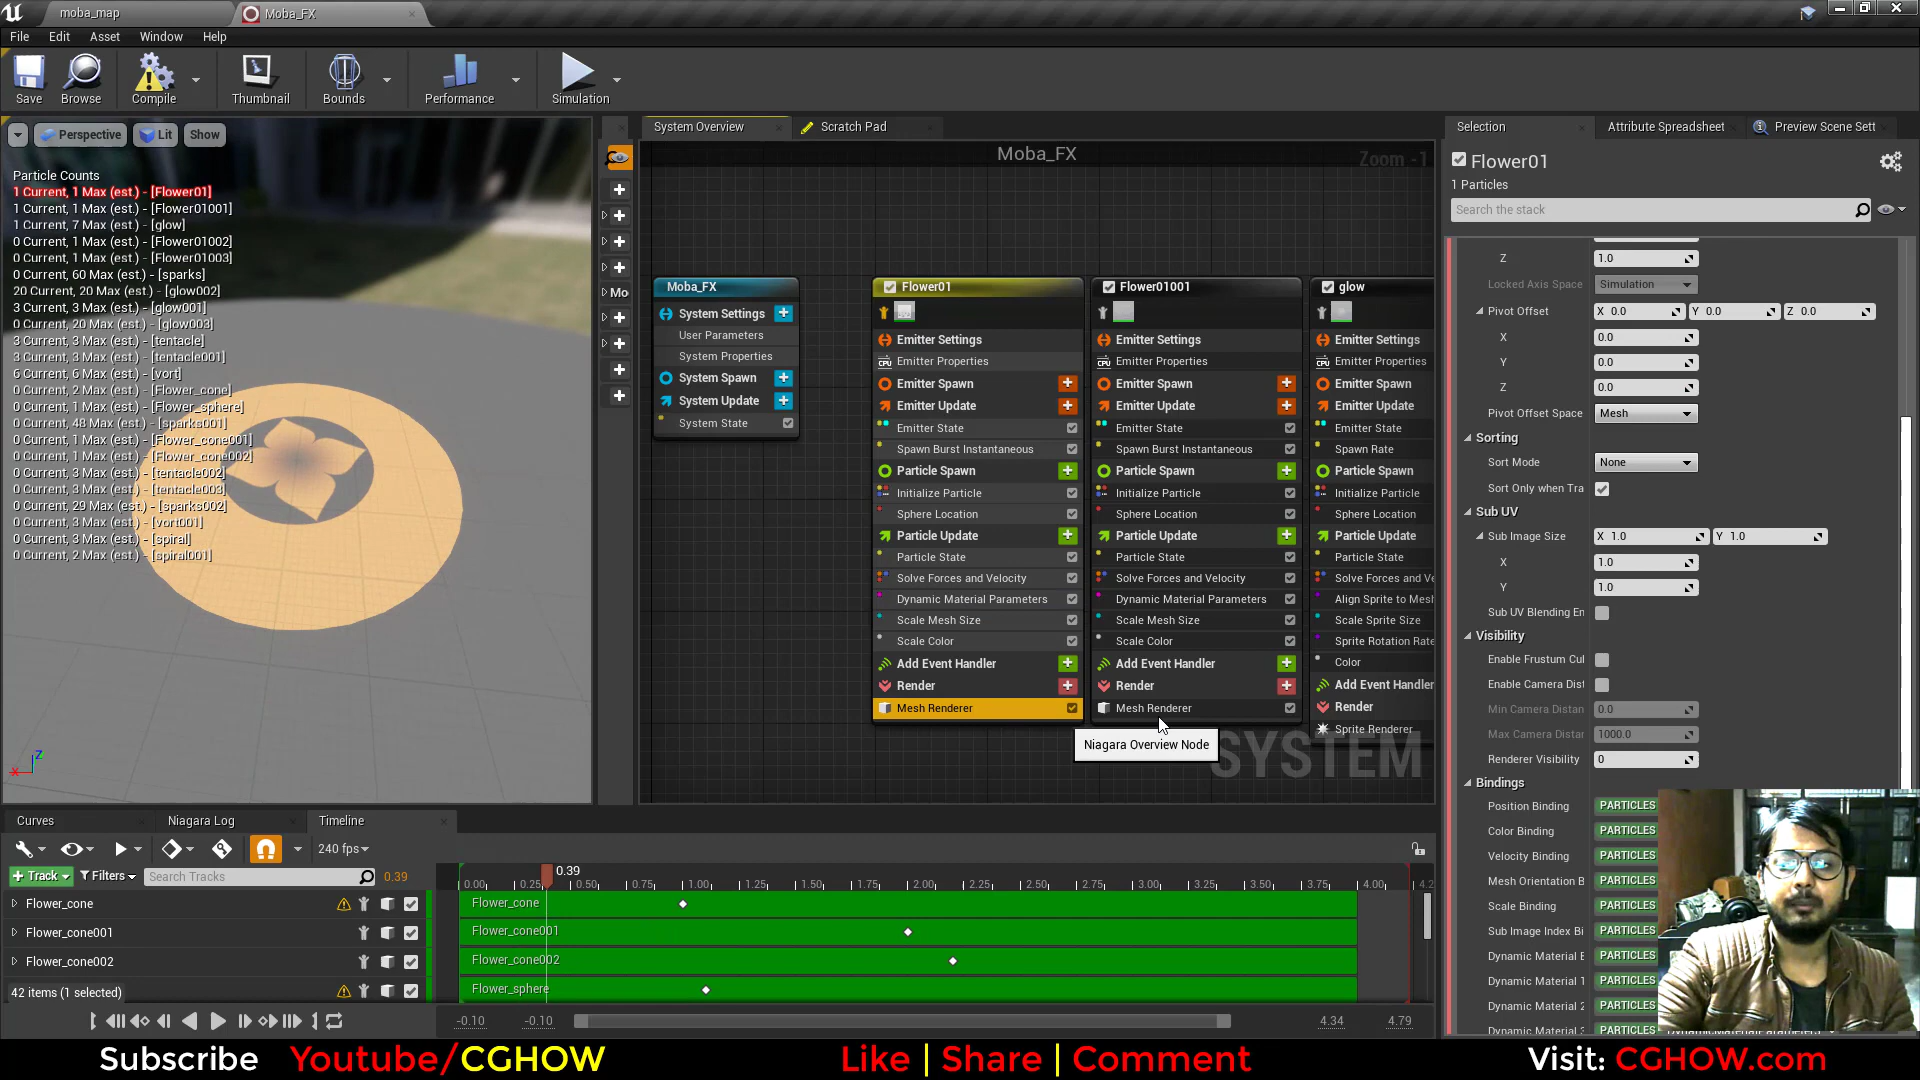 moba_map
Moba_FX
File Edit Asset Window Help
Save Browse Compile Thumbnail Bounds Performance Simulation
Perspective Lit Show
Particle Counts
1 Current, 1 Max (est.) - [Flower01]
1 Current, 1 Max (est.) - [Flower01001]
1 Current, 7 Max (est.) - [glow]
0 Current, 1 Max (est.) - [Flower01002]
0 Current, 1 Max (est.) - [Flower01003]
0 Current, 60 Max (est.) - [sparks]
20 Current, 20 Max (est.) - [glow002]
3 Current, 3 Max (est.) - [glow001]
0 Current, 20 Max (est.) - [glow003]
3 Current, 3 Max (est.) - [tentacle]
3 Current, 3 Max (est.) - [tentacle001]
6 Current, 6 Max (est.) - [vort]
0 Current, 2 Max (est.) - [Flower_cone]
0 Current, 1 Max (est.) - [Flower_sphere]
0 Current, 48 Max (est.) - [sparks001]
0 Current, 1 Max (est.) - [Flower_cone001]
0 Current, 1 Max (est.) - [Flower_cone002]
0 Current, 3 Max (est.) - [tentacle002]
0 Current, 3 Max (est.) - [tentacle003]
0 Current, 29 Max (est.) - [sparks002]
0 Current, 3 Max (est.) - [vort001]
0 Current, 3 Max (est.) - [spiral]
0 Current, 2 Max (est.) - [spiral001]
Z
X
Mo
System Overview
Scratch Pad
Moba_FX
Zoom -1
Moba_FX
System Settings
User Parameters
System Properties
System Spawn
System Update
System State
Flower01
Emitter Settings
Emitter Properties
Emitter Spawn
Emitter Update
Emitter State
Spawn Burst Instantaneous
Particle Spawn
Initialize Particle
Sphere Location
Particle Update
Particle State
Solve Forces and Velocity
Dynamic Material Parameters
Scale Mesh Size
Scale Color
Add Event Handler
Render
Mesh Renderer
Flower01001
Emitter Settings
Emitter Properties
Emitter Spawn
Emitter Update
Emitter State
Spawn Burst Instantaneous
Particle Spawn
Initialize Particle
Sphere Location
Particle Update
Particle State
Solve Forces and Velocity
Dynamic Material Parameters
Scale Mesh Size
Scale Color
Add Event Handler
Render
Mesh Renderer
glow
Emitter Settings
Emitter Properties
Emitter Spawn
Emitter Update
Emitter State
Spawn Rate
Particle Spawn
Initialize Particle
Sphere Location
Particle Update
Particle State
Solve Forces and Ve
Align Sprite to Mesh
Scale Sprite Size
Sprite Rotation Rate
Color
Add Event Handler
Render
Sprite Renderer
Niagara Overview Node
SYSTEM
Selection
Attribute Spreadsheet
Preview Scene Sett
Flower01
1 Particles
Search the stack
Z 1.0
Locked Axis Space Simulation
Pivot Offset X 0.0 Y 0.0 Z 0.0
X 0.0
Y 0.0
Z 0.0
Pivot Offset Space Mesh
Sorting
Sort Mode None
Sort Only when Tra
Sub UV
Sub Image Size X 1.0 Y 1.0
X 1.0
Y 1.0
Sub UV Blending En
Visibility
Enable Frustum Cul
Enable Camera Dist
Min Camera Distan 0.0
Max Camera Distar 1000.0
Renderer Visibility 0
Bindings
Position Binding PARTICLES
Color Binding PARTICLES
Velocity Binding PARTICLES
Mesh Orientation B PARTICLES
Scale Binding PARTICLES
Sub Image Index Bi PARTICLES
Dynamic Material B PARTICLES
Dynamic Material 1 PARTICLES
Dynamic Material 2 PARTICLES
Dynamic Material PARTICLES
Curves
Niagara Log
Timeline
240 fps
Track
Filters
Search Tracks
0.39
0.39
0.00 0.25 0.50 0.75 1.00 1.25 1.50 1.75 2.00 2.25 2.50 2.75 3.00 3.25 3.50 3.75 4.00 4.2
Flower_cone
Flower_cone001
Flower_cone002
42 items (1 selected)
Flower_cone
Flower_cone001
Flower_cone002
Flower_sphere
-0.10 -0.10 4.34 4.79
Subscribe Youtube/CGHOW
Like | Share | Comment
Visit: CGHOW.com